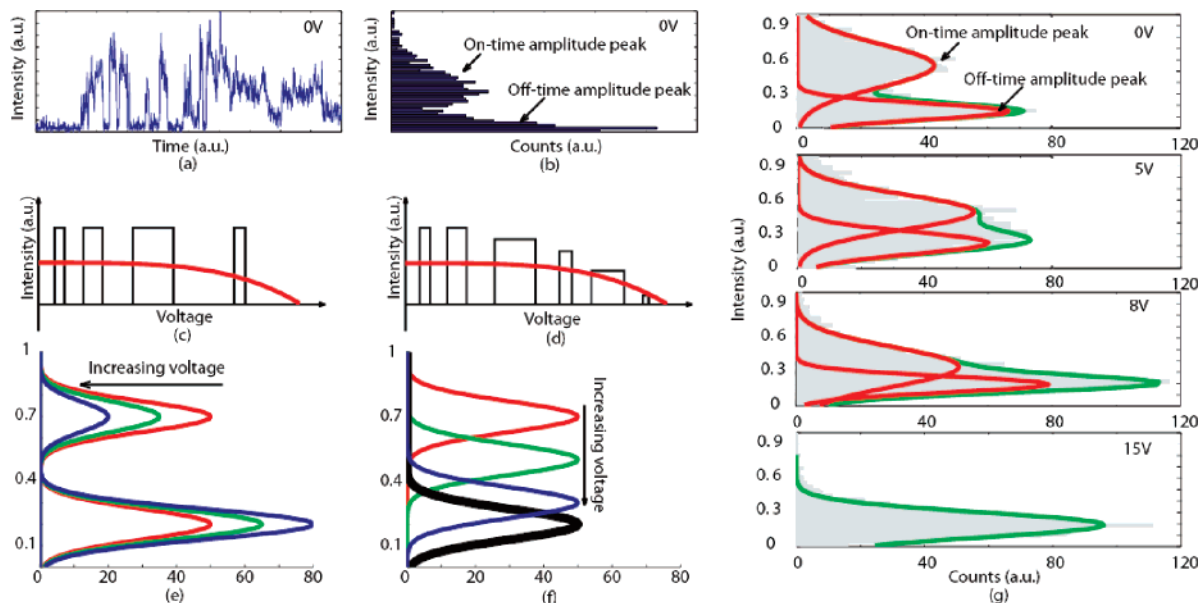 Intensity (a.u.)
0V
Time (a.u.)
(a)
Intensity (a.u.)
0V
On-time amplitude peak
Off-time amplitude peak
Counts (a.u.)
(b)
Intensity (a.u.)
Voltage
(c)
Intensity (a.u.)
Voltage
(d)
1
0.7
0.4
0.1
Increasing voltage
0 20 40 60 80
(e)
1
0.7
0.4
0.1
Increasing voltage
0 20 40 60 80
(f)
Intensity (a.u.)
0.9
0.6
0.3
0
0V
On-time amplitude peak
Off-time amplitude peak
0 40 80 120
0.9
0.6
0.3
0
5V
0 40 80 120
0.9
0.6
0.3
0
8V
0 40 80 120
0.9
0.6
0.3
0
15V
0 40 80 120
Counts (a.u.)
(g)